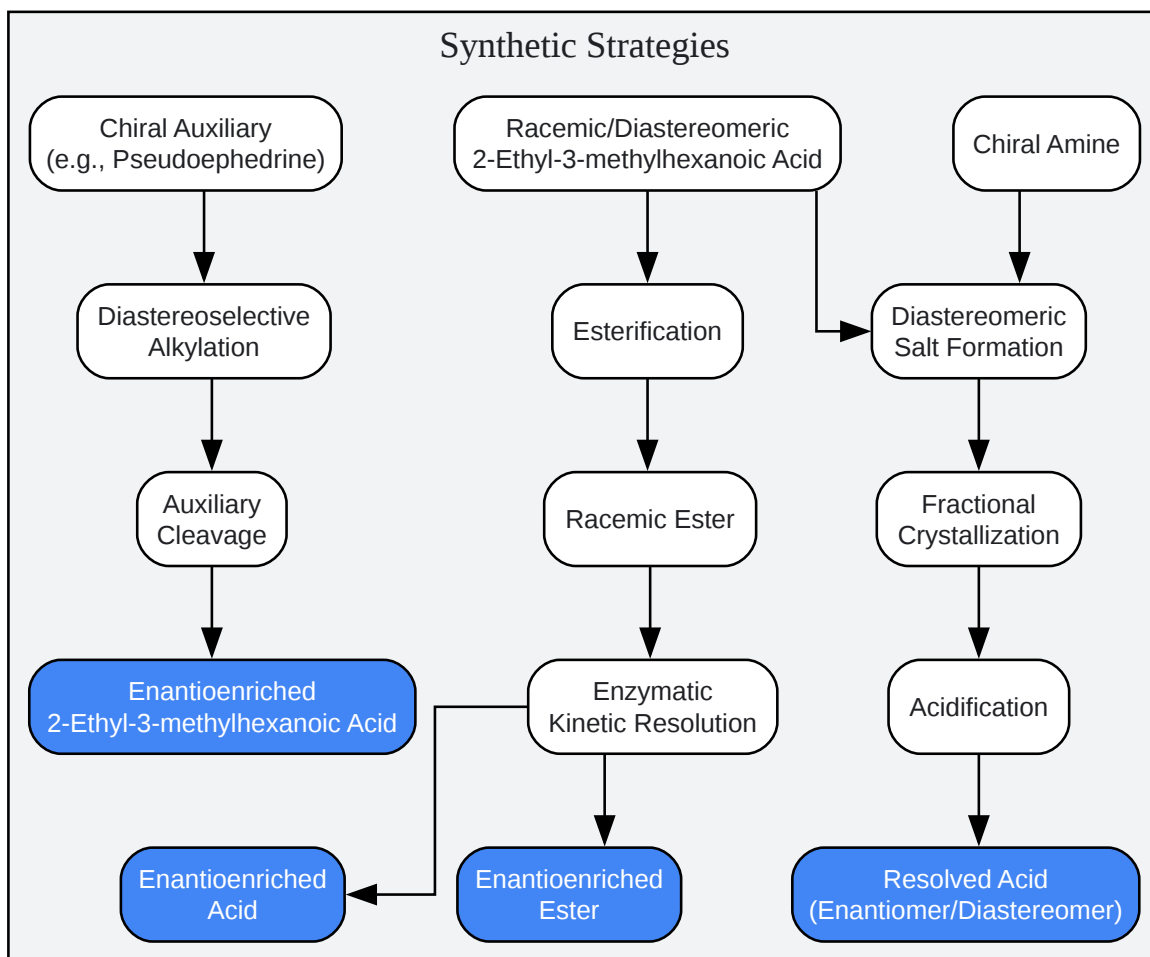 Synthetic Strategies
Chiral Auxiliary
(e.g., Pseudoephedrine)
Racemic/Diastereomeric
2-Ethyl-3-methylhexanoic Acid
Chiral Amine
Diastereoselective
Alkylation
Esterification
Diastereomeric
Salt Formation
Auxiliary
Cleavage
Racemic Ester
Fractional
Crystallization
Enantioenriched
2-Ethyl-3-methylhexanoic Acid
Enzymatic
Kinetic Resolution
Acidification
Enantioenriched
Acid
Enantioenriched
Ester
Resolved Acid
(Enantiomer/Diastereomer)